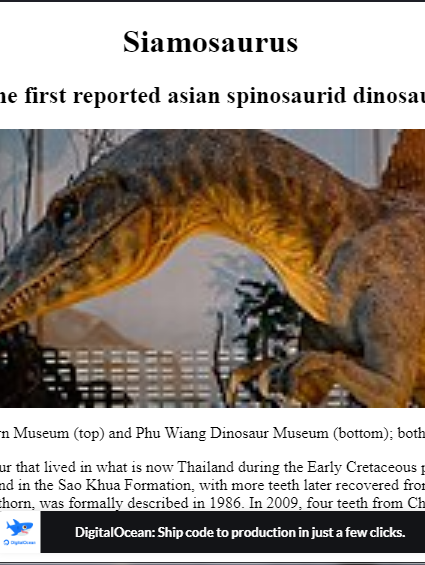 Siamosaurus
ne first reported asian spinosaurid dinosau
rn Museum (top) and Phu Wiang Dinosaur Museum (bottom); both
ur that lived in what is now Thailand during the Early Cretaceous p
nd in the Sao Khua Formation, with more teeth later recovered from
thorn, was formally described in 1986. In 2009, four teeth from Ch
DigitalOcean: Ship code to production in just a few clicks.
DigitalOcean